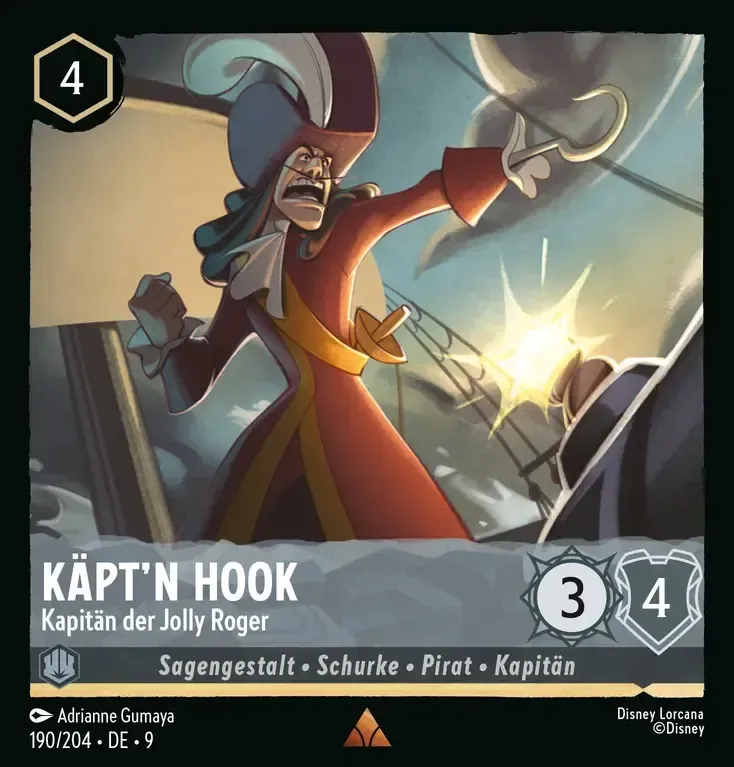 4
KÄPT'N HOOK
Kapitän der Jolly Roger
3
4
Sagengestalt • Schurke • Pirat • Kapitän
Adrianne Gumaya
190/204 • DE • 9
Disney Lorcana
©Disney